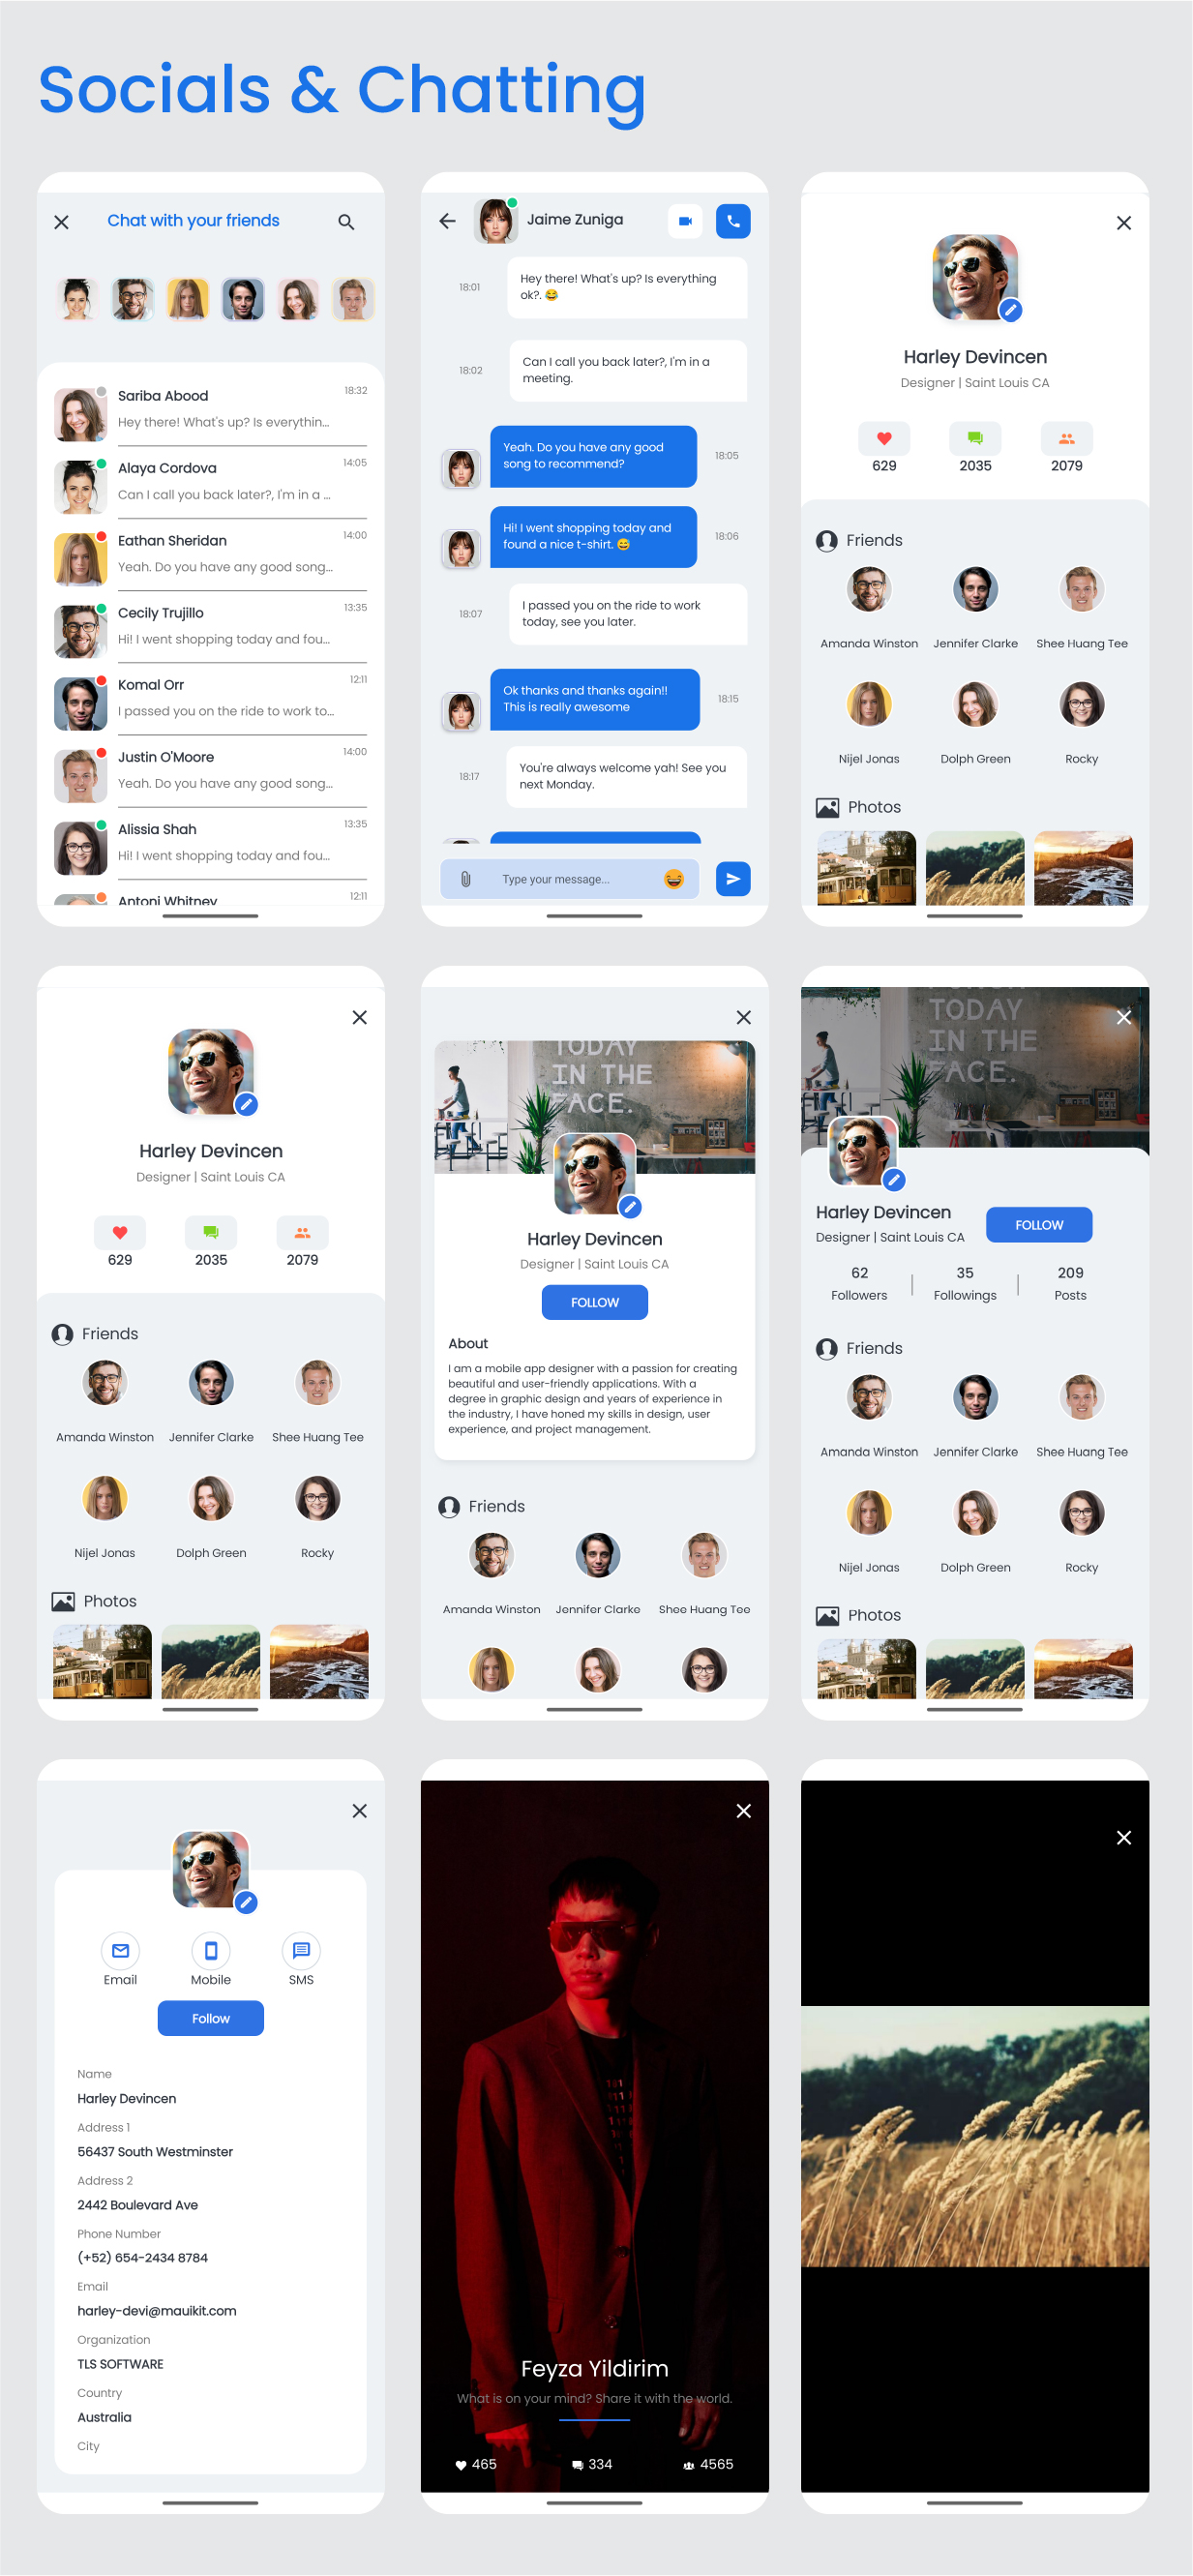 Socials & Chatting
Chat with your friends
Sariba Abood
18:32
Hey there! What's up? Is everythin...
Alaya Cordova
14:05
Can I call you back later?, I'm in a ...
Eathan Sheridan
14:00
Yeah. Do you have any good song...
Cecily Trujillo
13:35
Hi! I went shopping today and fou...
Komal Orr
12:11
I passed you on the ride to work to...
Justin O'Moore
14:00
Yeah. Do you have any good song...
Alissia Shah
13:35
Hi! I went shopping today and fou...
Antoni Whitney
12:11
Jaime Zuniga
Hey there! What's up? Is everything
ok?. 😂
18:01
Can I call you back later?, I'm in a
meeting.
18:02
Yeah. Do you have any good
song to recommend?
18:05
Hi! I went shopping today and
found a nice t-shirt. 😅
18:06
I passed you on the ride to work
today, see you later.
18:07
Ok thanks and thanks again!!
This is really awesome
18:15
You're always welcome yah! See you
next Monday.
18:17
Type your message...
Harley Devincen
Designer | Saint Louis CA
629
2035
2079
Friends
Amanda Winston
Jennifer Clarke
Shee Huang Tee
Nijel Jonas
Dolph Green
Rocky
Photos
Harley Devincen
Designer | Saint Louis CA
629
2035
2079
Friends
Amanda Winston
Jennifer Clarke
Shee Huang Tee
Nijel Jonas
Dolph Green
Rocky
Photos
TODAY
IN THE
FACE.
Harley Devincen
Designer | Saint Louis CA
FOLLOW
About
I am a mobile app designer with a passion for creating
beautiful and user-friendly applications. With a
degree in graphic design and years of experience in
the industry, I have honed my skills in design, user
experience, and project management.
Friends
Amanda Winston
Jennifer Clarke
Shee Huang Tee
TODAY
IN THE
FACE.
Harley Devincen
Designer | Saint Louis CA
FOLLOW
62
Followers
35
Followings
209
Posts
Friends
Amanda Winston
Jennifer Clarke
Shee Huang Tee
Nijel Jonas
Dolph Green
Rocky
Photos
Email
Mobile
SMS
Follow
Name
Harley Devincen
Address 1
56437 South Westminster
Address 2
2442 Boulevard Ave
Phone Number
(+52) 654-2434 8784
Email
harley-devi@mauikit.com
Organization
TLS SOFTWARE
Country
Australia
City
Feyza Yildirim
What is on your mind? Share it with the world.
465
334
4565